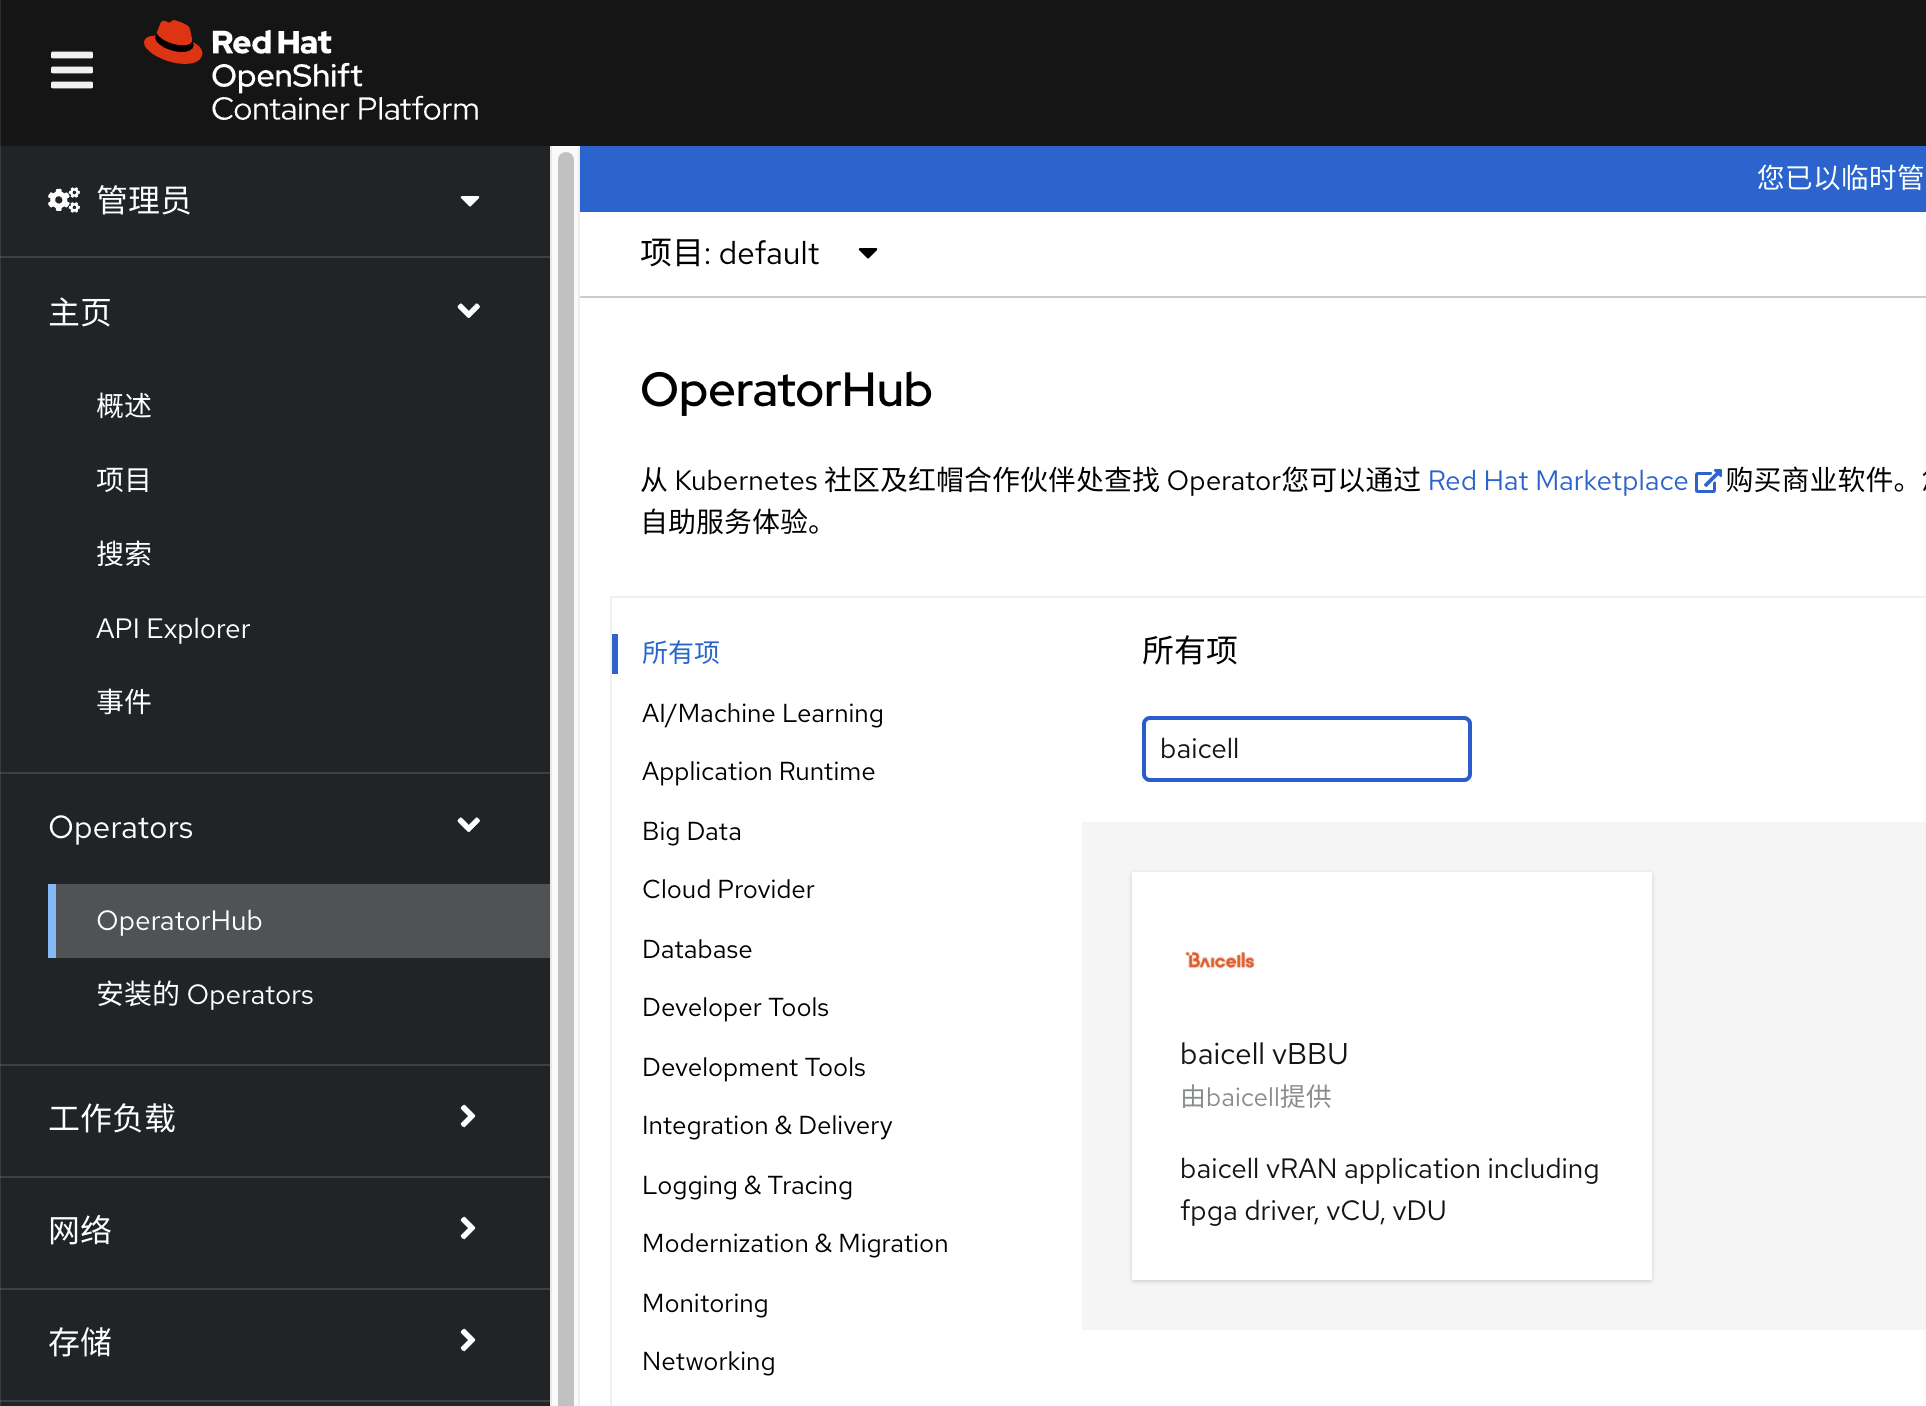 Red Hat
OpenShift
Container Platform
管理员
主页
概述
项目
搜索
API Explorer
事件
Operators
OperatorHub
安装的 Operators
工作负载
网络
存储
您已以临时管
项目: default
OperatorHub
从 Kubernetes 社区及红帽合作伙伴处查找 Operator您可以通过 Red Hat Marketplace 购买商业软件。
自助服务体验。
所有项
AI/Machine Learning
Application Runtime
Big Data
Cloud Provider
Database
Developer Tools
Development Tools
Integration & Delivery
Logging & Tracing
Modernization & Migration
Monitoring
Networking
所有项
baicell
Baicells
baicell vBBU
由baicell提供
baicell vRAN application including
fpga driver, vCU, vDU